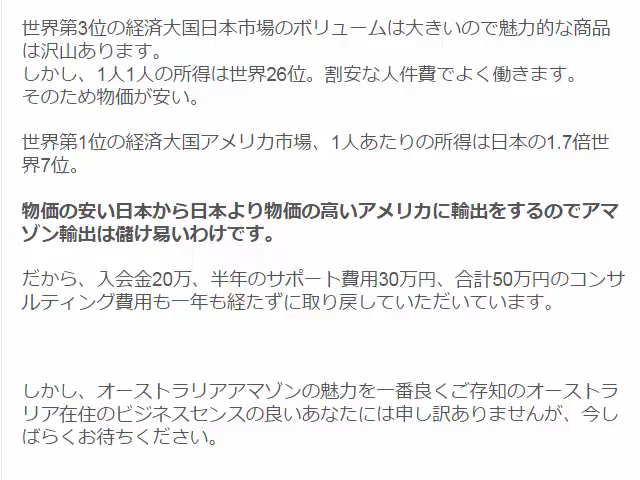 世界第3位の経済大国日本市場のボリュームは大きいので魅力的な商品
は沢山あります。
しかし、1人1人の所得は世界26位。割安な人件費でよく働きます。
そのため物価が安い。
世界第1位の経済大国アメリカ市場、1人あたりの所得は日本の1.7倍世
界7位。
物価の安い日本から日本より物価の高いアメリカに輸出をするのでアマ
ゾン輸出は儲け易いわけです。
だから、入会金20万、半年のサポート費用30万円、合計50万円のコンサ
ルティング費用も一年も経たずに取り戻していただいています。
しかし、オーストラリアアマゾンの魅力を一番良くご存知のオーストラ
リア在住のビジネスセンスの良いあなたには申し訳ありませんが、今し
ばらくお待ちください。